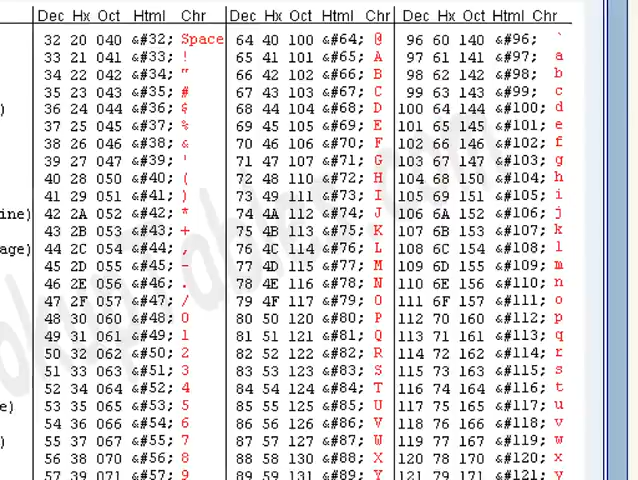 Dec Hx Oct Html Chr Dec Hx Oct Html Chr Dec Hx Oct Html Chr
32 20 040 &#32; Space 64 40 100 &#64; @ 96 60 140 &#96; `
33 21 041 &#33; ! 65 41 101 &#65; A 97 61 141 &#97; a
34 22 042 &#34; " 66 42 102 &#66; B 98 62 142 &#98; b
35 23 043 &#35; # 67 43 103 &#67; C 99 63 143 &#99; c
) 36 24 044 &#36; $ 68 44 104 &#68; D 100 64 144 &#100; d
37 25 045 &#37; % 69 45 105 &#69; E 101 65 145 &#101; e
38 26 046 &#38; & 70 46 106 &#70; F 102 66 146 &#102; f
39 27 047 &#39; ' 71 47 107 &#71; G 103 67 147 &#103; g
40 28 050 &#40; ( 72 48 110 &#72; H 104 68 150 &#104; h
41 29 051 &#41; ) 73 49 111 &#73; I 105 69 151 &#105; i
ine) 42 2A 052 &#42; * 74 4A 112 &#74; J 106 6A 152 &#106; j
43 2B 053 &#43; + 75 4B 113 &#75; K 107 6B 153 &#107; k
age) 44 2C 054 &#44; , 76 4C 114 &#76; L 108 6C 154 &#108; l
45 2D 055 &#45; - 77 4D 115 &#77; M 109 6D 155 &#109; m
46 2E 056 &#46; . 78 4E 116 &#78; N 110 6E 156 &#110; n
47 2F 057 &#47; / 79 4F 117 &#79; O 111 6F 157 &#111; o
48 30 060 &#48; 0 80 50 120 &#80; P 112 70 160 &#112; p
49 31 061 &#49; 1 81 51 121 &#81; Q 113 71 161 &#113; q
50 32 062 &#50; 2 82 52 122 &#82; R 114 72 162 &#114; r
51 33 063 &#51; 3 83 53 123 &#83; S 115 73 163 &#115; s
52 34 064 &#52; 4 84 54 124 &#84; T 116 74 164 &#116; t
e) 53 35 065 &#53; 5 85 55 125 &#85; U 117 75 165 &#117; u
54 36 066 &#54; 6 86 56 126 &#86; V 118 76 166 &#118; v
) 55 37 067 &#55; 7 87 57 127 &#87; W 119 77 167 &#119; w
56 38 070 &#56; 8 88 58 130 &#88; X 120 78 170 &#120; x
57 39 071 &#57; 9 89 59 131 &#89; Y 121 79 171 &#121; y